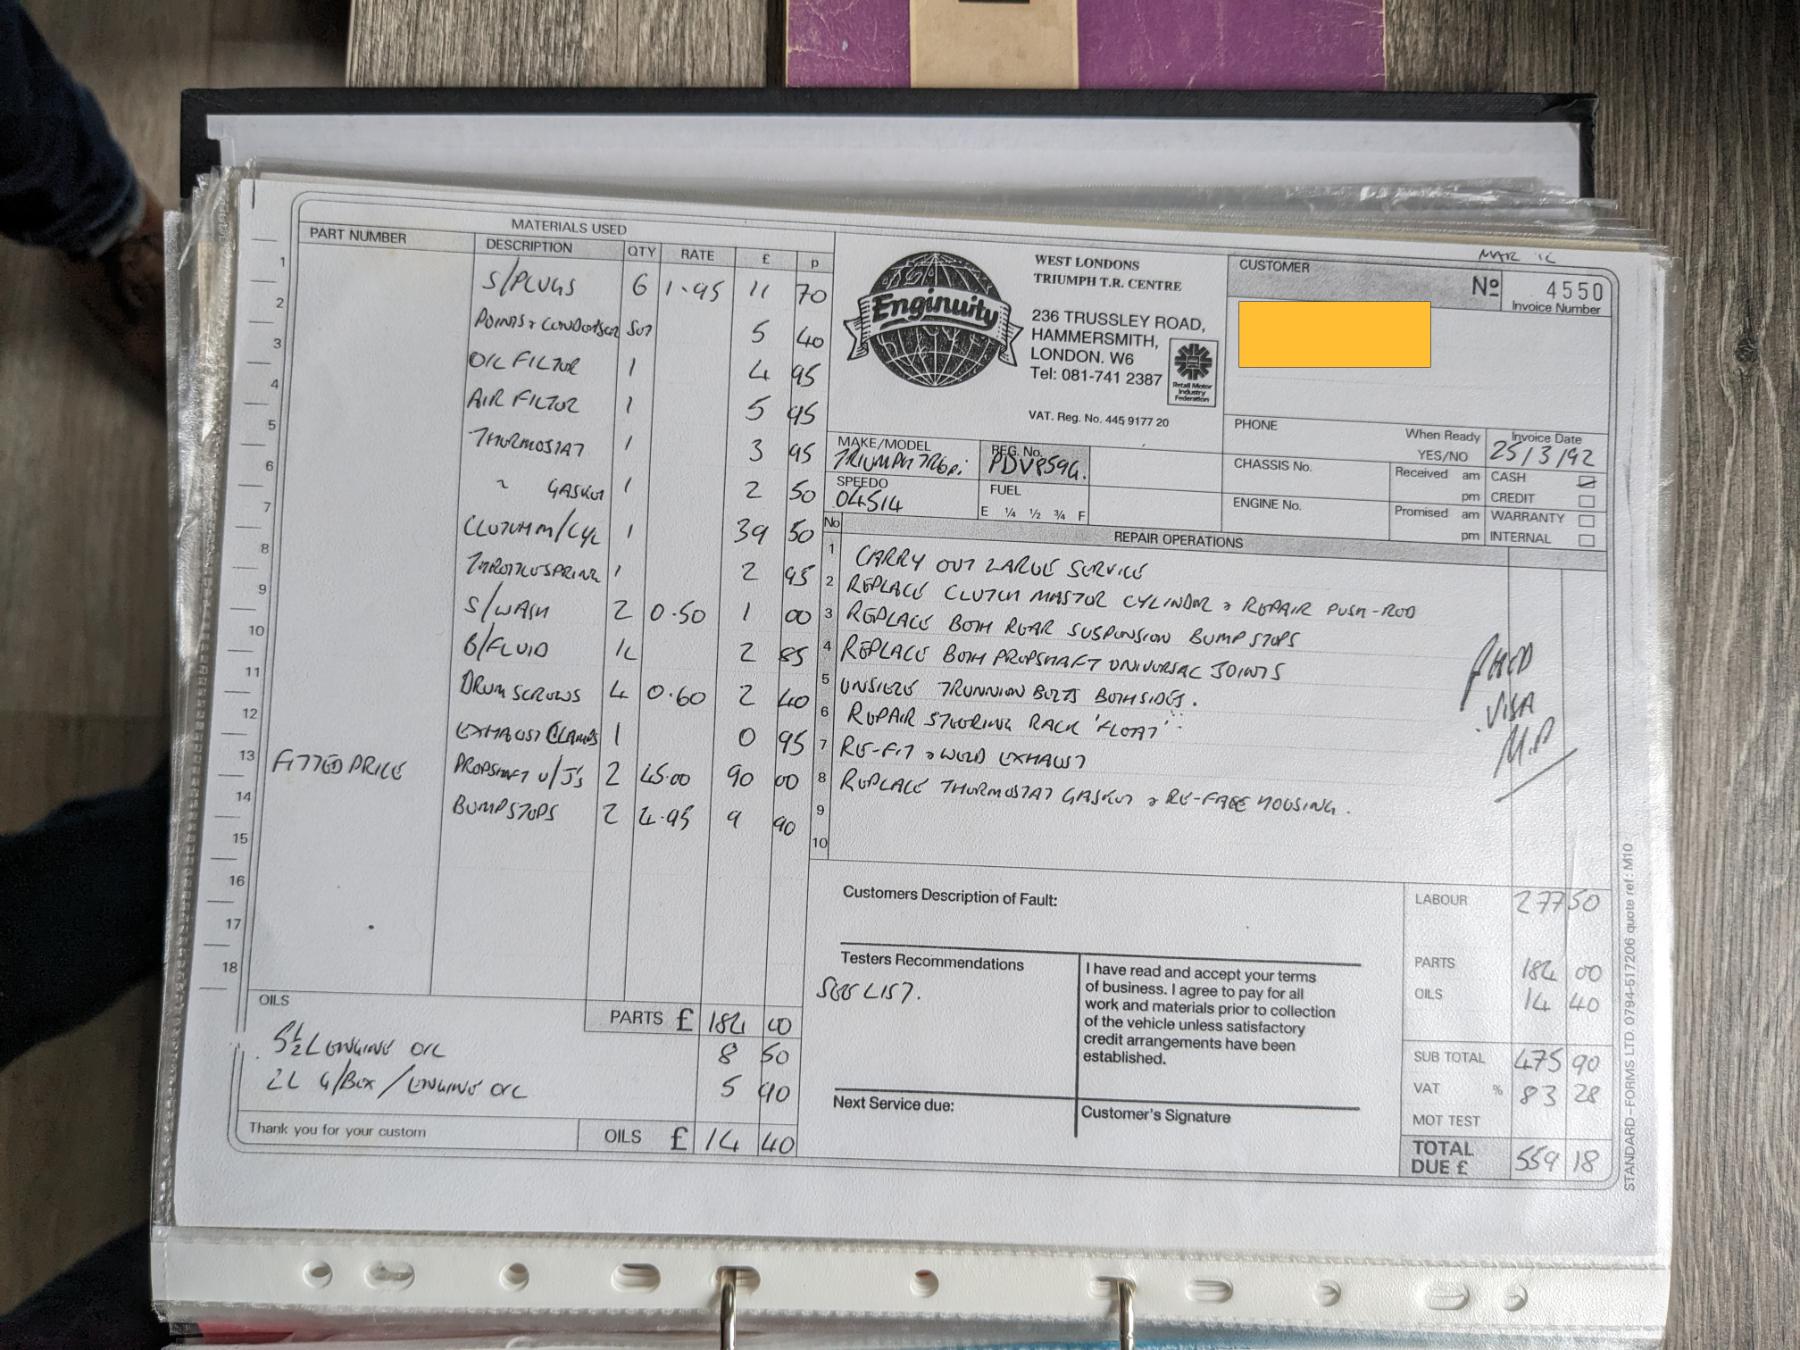 MATERIALS USED
PART NUMBER DESCRIPTION QTY RATE £ p
1 S/PLUGS 6 1.95 11 70
2 POINTS & CONDENSER SET 5 40
3 OIL FILTER 1 4 95
4 AIR FILTER 1 5 95
5 THERMOSTAT 1 3 95
6 " GASKET 1 2 50
7 CLUTCH M/CYL 1 39 50
8 THROTTLE SPRING 1 2 95
9 S/WASH 2 0.50 1 00
10 B/FLUID 1L 2 85
11 DRUM SCREWS 4 0.60 2 40
12 EXHAUST CLAMPS 1 0 95
13 FITTED PRICE PROPSHAFT U/J's 2 45.00 90 00
14 BUMPSTOPS 2 4.95 9 90
15
16
17
18
OILS
PARTS £ 184 00
5½L ENGINE OIL 8 50
2L G/BOX / ENGINE OIL 5 90
Thank you for your custom OILS £ 14 40
Enginuity
WEST LONDONS
TRIUMPH T.R. CENTRE
236 TRUSSLEY ROAD,
HAMMERSMITH,
LONDON. W6
Tel: 081-741 2387
Retail Motor
Industry
Federation
VAT. Reg. No. 445 9177 20
CUSTOMER
Nº 4550
Invoice Number
PHONE
When Ready
YES/NO
Invoice Date
25/3/92
MAKE/MODEL
TRIUMPH TR6 P.I.
REG. No.
PDV859G.
SPEEDO
04514
FUEL
E ¼ ½ ¾ F
CHASSIS No.
ENGINE No.
Received am
pm
Promised am
pm
CASH
CREDIT
WARRANTY
INTERNAL
No REPAIR OPERATIONS
1 CARRY OUT LARGE SERVICE
2 REPLACE CLUTCH MASTER CYLINDER & REPAIR PUSH-ROD
3 REPLACE BOTH REAR SUSPENSION BUMP STOPS
4 REPLACE BOTH PROPSHAFT UNIVERSAL JOINTS
5 UNSIEZE TRUNNION BOLTS BOTH SIDES.
6 REPAIR STEERING RACK 'FLOAT'
7 RE-FIT & WELD EXHAUST
8 REPLACE THERMOSTAT GASKET & RE-FACE HOUSING.
9
10
VISA
Customers Description of Fault:
Testers Recommendations
SEE LIST.
Next Service due:
I have read and accept your terms
of business. I agree to pay for all
work and materials prior to collection
of the vehicle unless satisfactory
credit arrangements have been
established.
Customer's Signature
LABOUR 277 50
PARTS 184 00
OILS 14 40
SUB TOTAL 475 90
VAT % 83 28
MOT TEST
TOTAL
DUE £ 559 18
STANDARD-FORMS LTD. 0794-517206 quote ref: M10